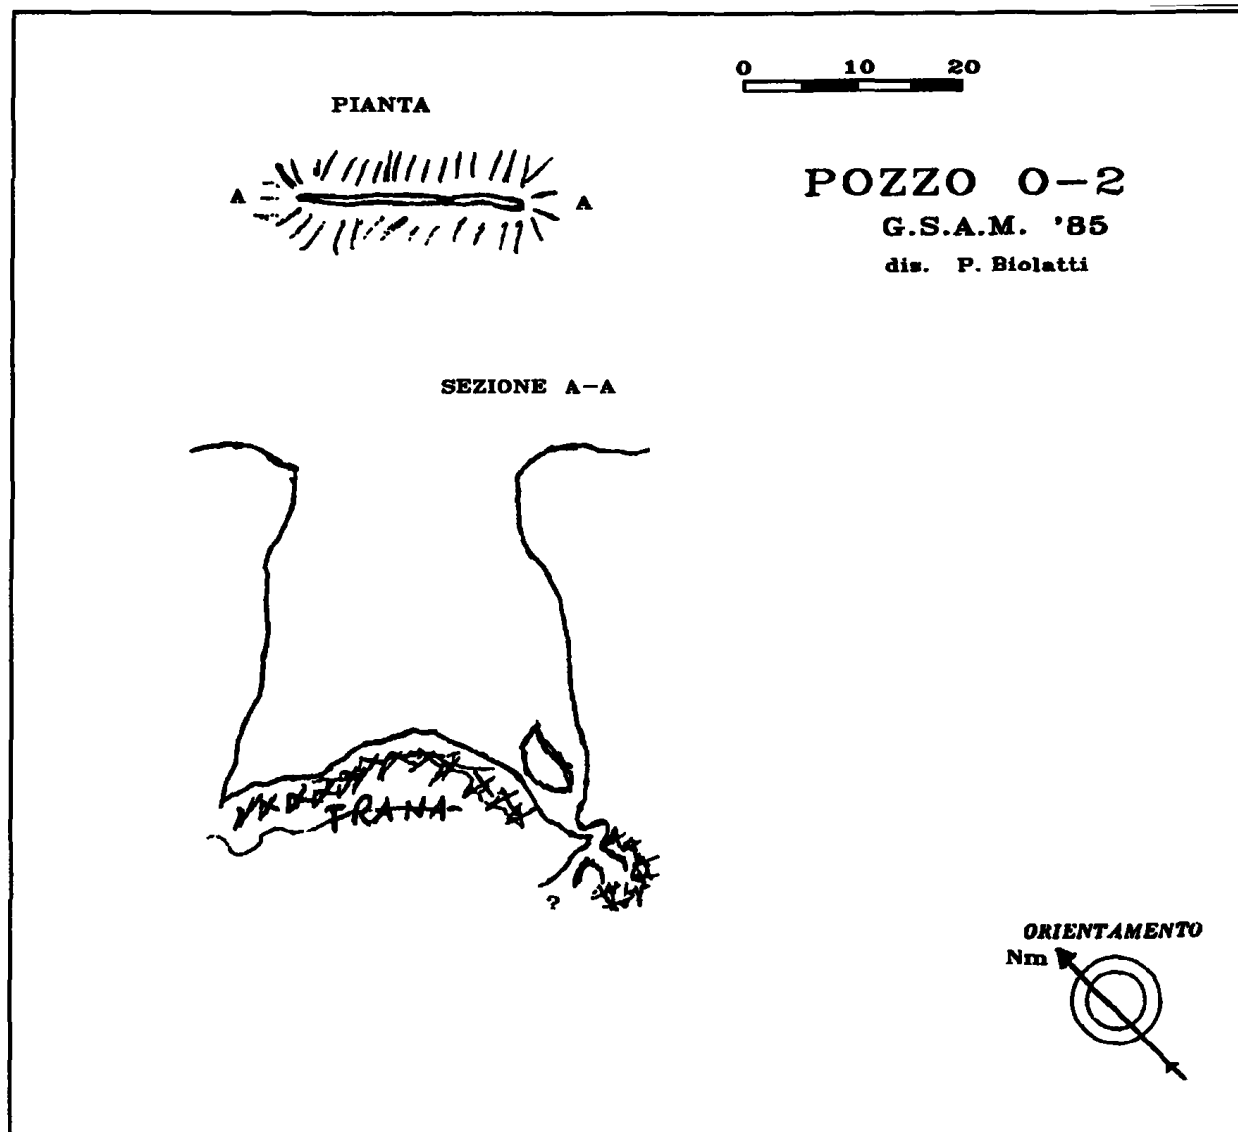 0 10 20
PIANTA
POZZO O-2
A A
G.S.A.M. '85
dis. P. Biolatti
SEZIONE A-A
FRANA
?
ORIENTAMENTO
Nm